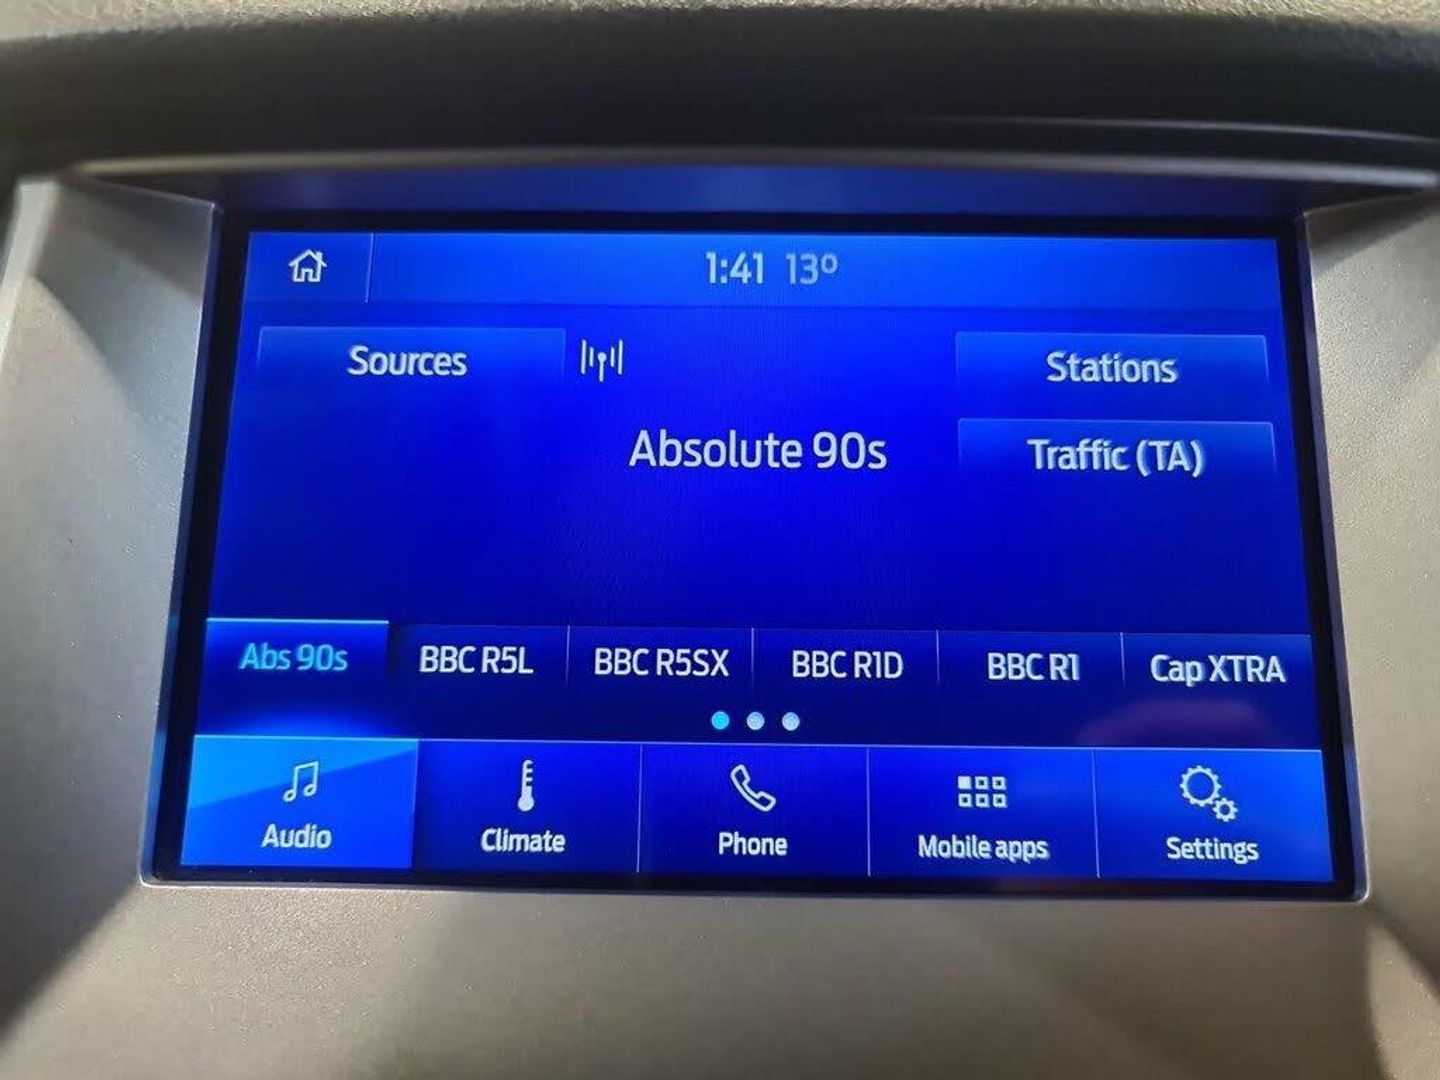 1:41 13º
Sources
Stations
Absolute 90s
Traffic (TA)
Abs 90s BBC R5L BBC R5SX BBC R1D BBC R1 Cap XTRA
Audio Climate Phone Mobile apps Settings